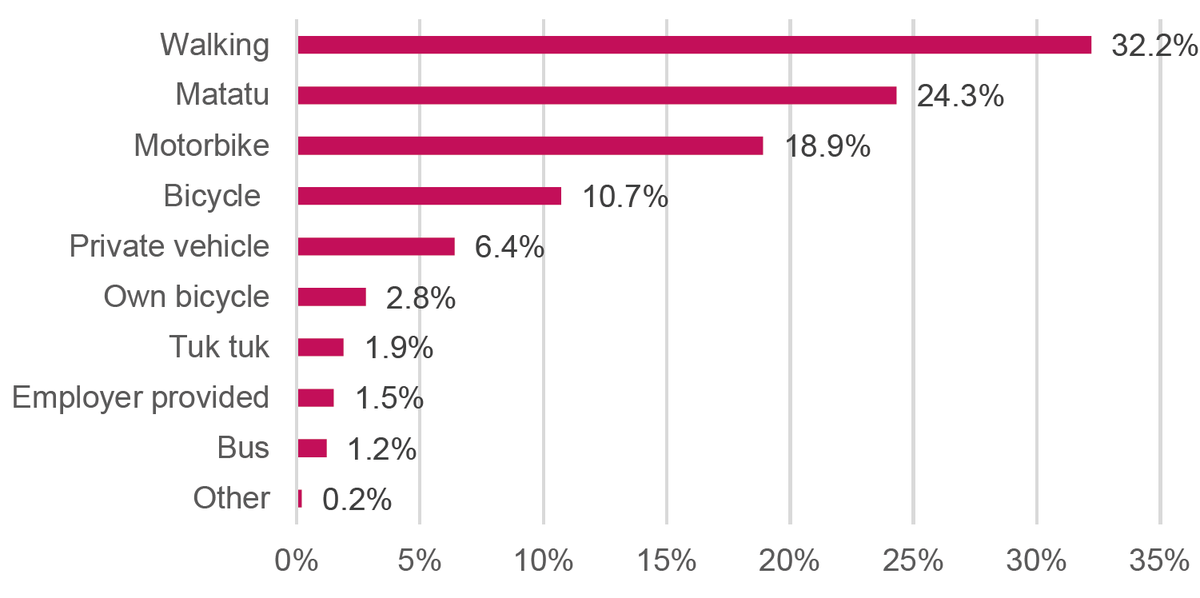 Walking 32.2%
Matatu 24.3%
Motorbike 18.9%
Bicycle 10.7%
Private vehicle 6.4%
Own bicycle 2.8%
Tuk tuk 1.9%
Employer provided 1.5%
Bus 1.2%
Other 0.2%
0% 5% 10% 15% 20% 25% 30% 35%